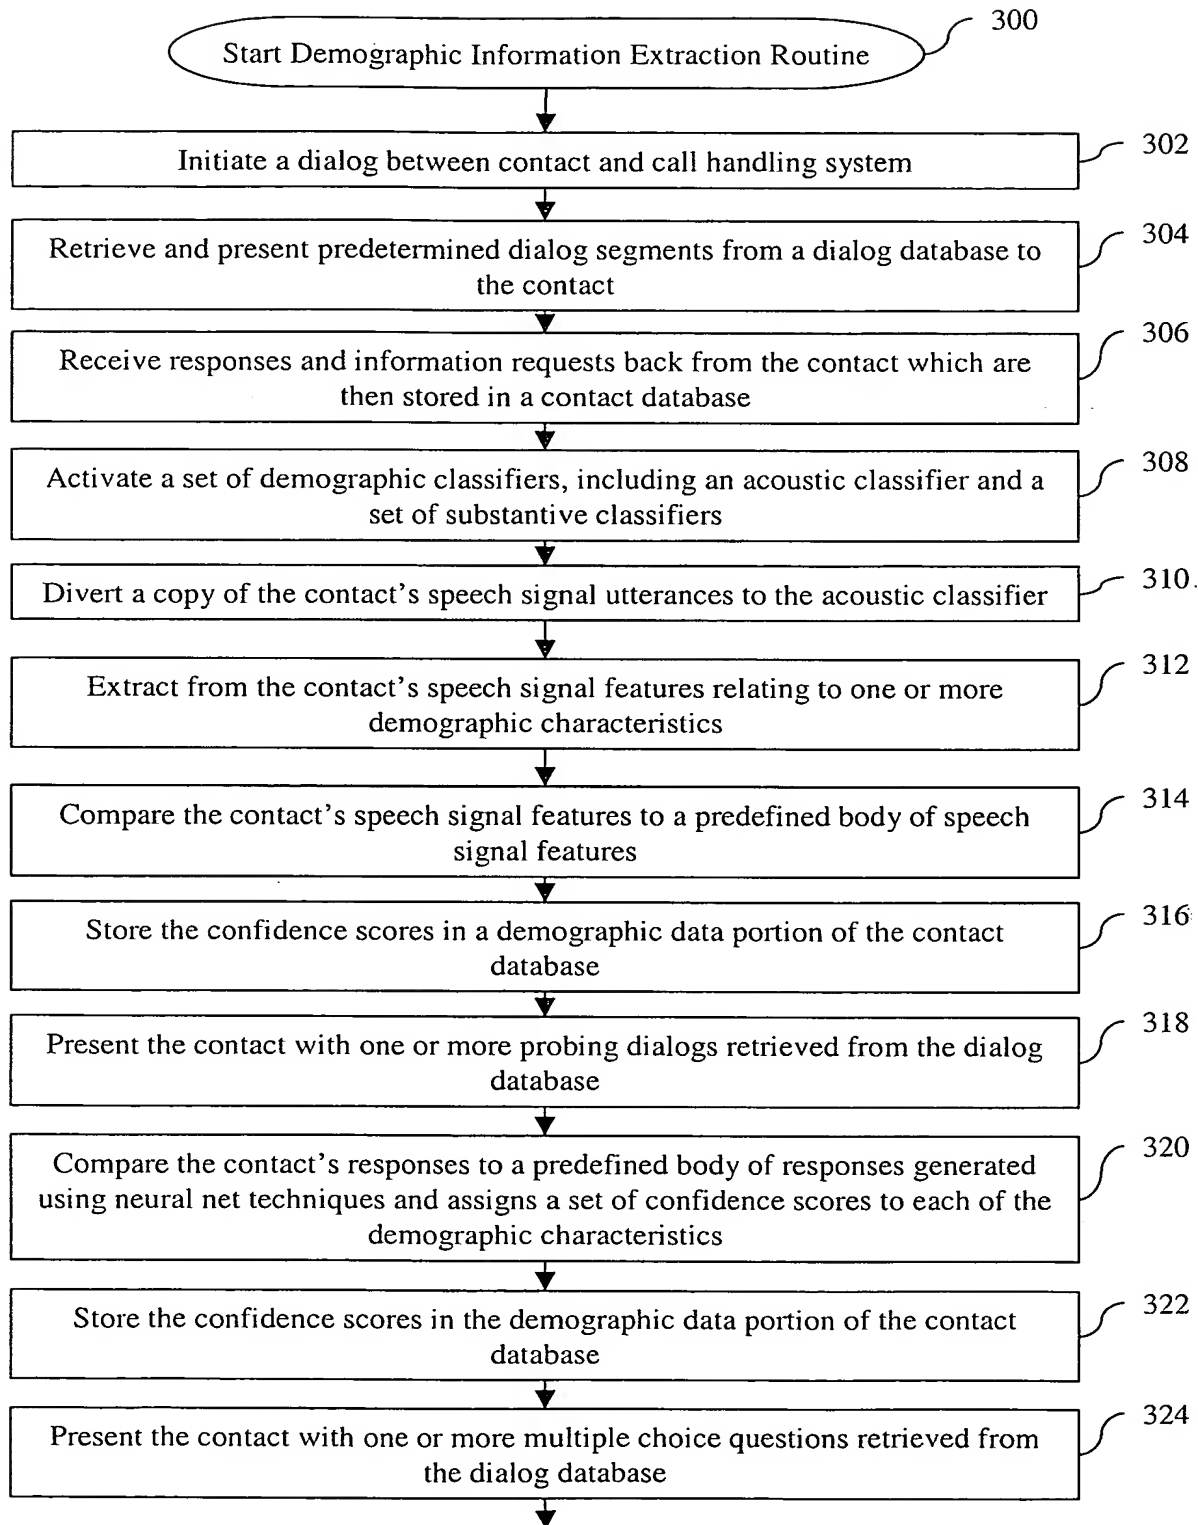 300
Start Demographic Information Extraction Routine
302
Initiate a dialog between contact and call handling system
304
Retrieve and present predetermined dialog segments from a dialog database to
the contact
306
Receive responses and information requests back from the contact which are
then stored in a contact database
308
Activate a set of demographic classifiers, including an acoustic classifier and a
set of substantive classifiers
310
Divert a copy of the contact's speech signal utterances to the acoustic classifier
312
Extract from the contact's speech signal features relating to one or more
demographic characteristics
314
Compare the contact's speech signal features to a predefined body of speech
signal features
316
Store the confidence scores in a demographic data portion of the contact
database
318
Present the contact with one or more probing dialogs retrieved from the dialog
database
320
Compare the contact's responses to a predefined body of responses generated
using neural net techniques and assigns a set of confidence scores to each of the
demographic characteristics
322
Store the confidence scores in the demographic data portion of the contact
database
324
Present the contact with one or more multiple choice questions retrieved from
the dialog database